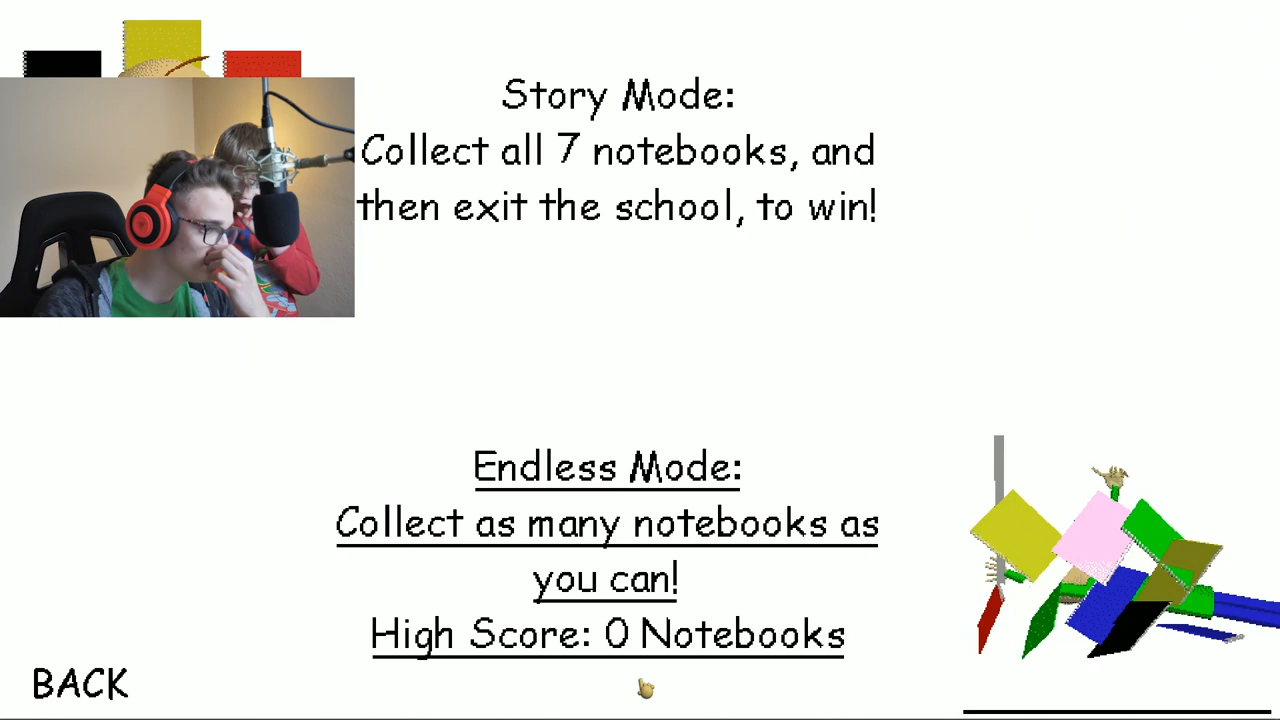 Story Mode:
Collect all 7 notebooks, and
then exit the school, to win!
Endless Mode:
Collect as many notebooks as
you can!
High Score: 0 Notebooks
BACK